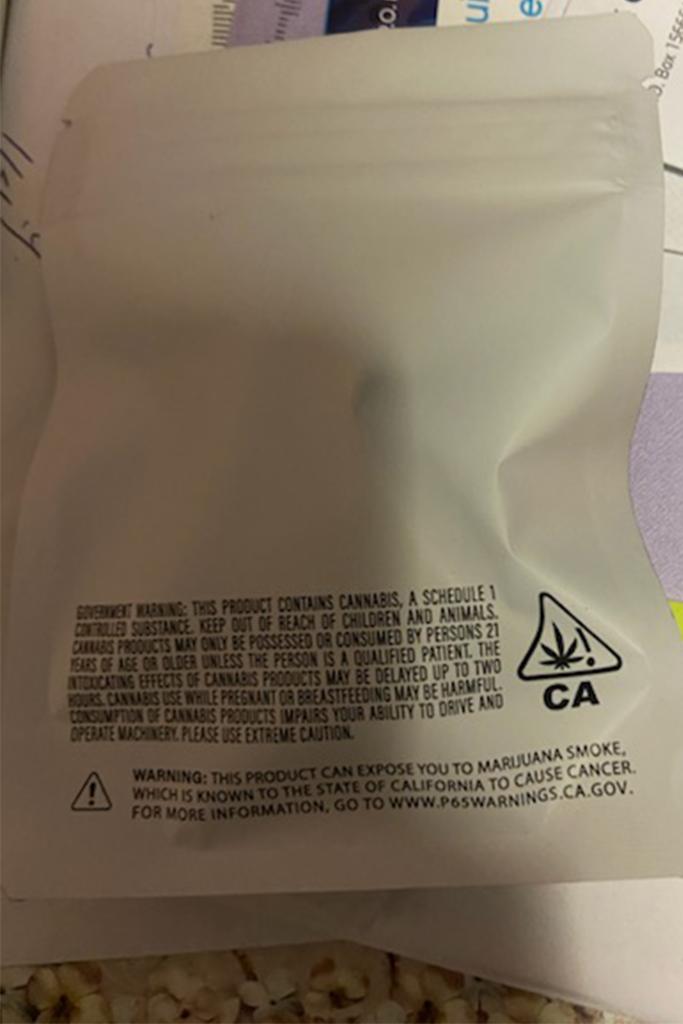 ZO.
ui
e
O. Box 1566
GOVERNMENT WARNING: THIS PRODUCT CONTAINS CANNABIS, A SCHEDULE 1
CONTROLLED SUBSTANCE. KEEP OUT OF REACH OF CHILDREN AND ANIMALS.
CANNABIS PRODUCTS MAY ONLY BE POSSESSED OR CONSUMED BY PERSONS 21
YEARS OF AGE OR OLDER UNLESS THE PERSON IS A QUALIFIED PATIENT. THE
INTOXICATING EFFECTS OF CANNABIS PRODUCTS MAY BE DELAYED UP TO TWO
HOURS. CANNABIS USE WHILE PREGNANT OR BREASTFEEDING MAY BE HARMFUL.
CONSUMPTION OF CANNABIS PRODUCTS IMPAIRS YOUR ABILITY TO DRIVE AND
OPERATE MACHINERY. PLEASE USE EXTREME CAUTION.
CA
WARNING: THIS PRODUCT CAN EXPOSE YOU TO MARIJUANA SMOKE,
WHICH IS KNOWN TO THE STATE OF CALIFORNIA TO CAUSE CANCER.
FOR MORE INFORMATION, GO TO WWW.P65WARNINGS.CA.GOV.